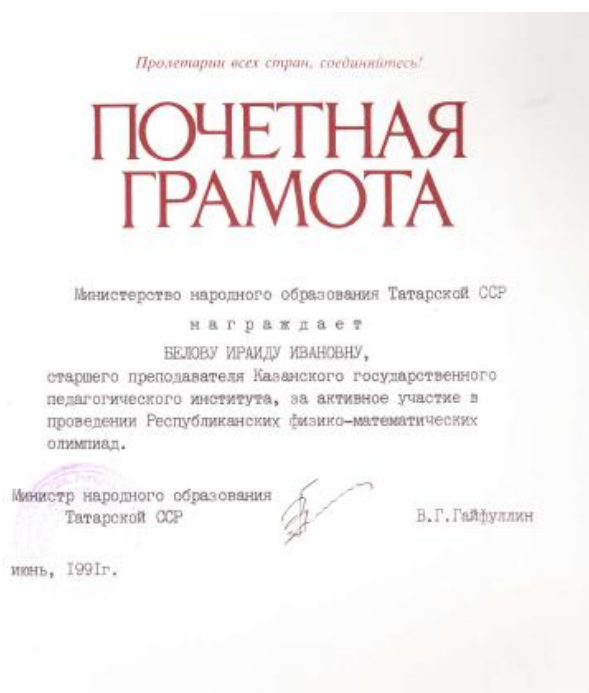 Пролетарии всех стран, соединяйтесь!
ПОЧЕТНАЯ
ГРАМОТА
Министерство народного образования Татарской ССР
н а г р а ж д а е т
БЕЛОВУ ИРАИДУ ИВАНОВНУ,
старшего преподавателя Казанского государственного
педагогического института, за активное участие в
проведении Республиканских физико-математических
олимпиад.
Министр народного образования
Татарской ССР
В.Г.Гайфуллин
июнь, 1991г.